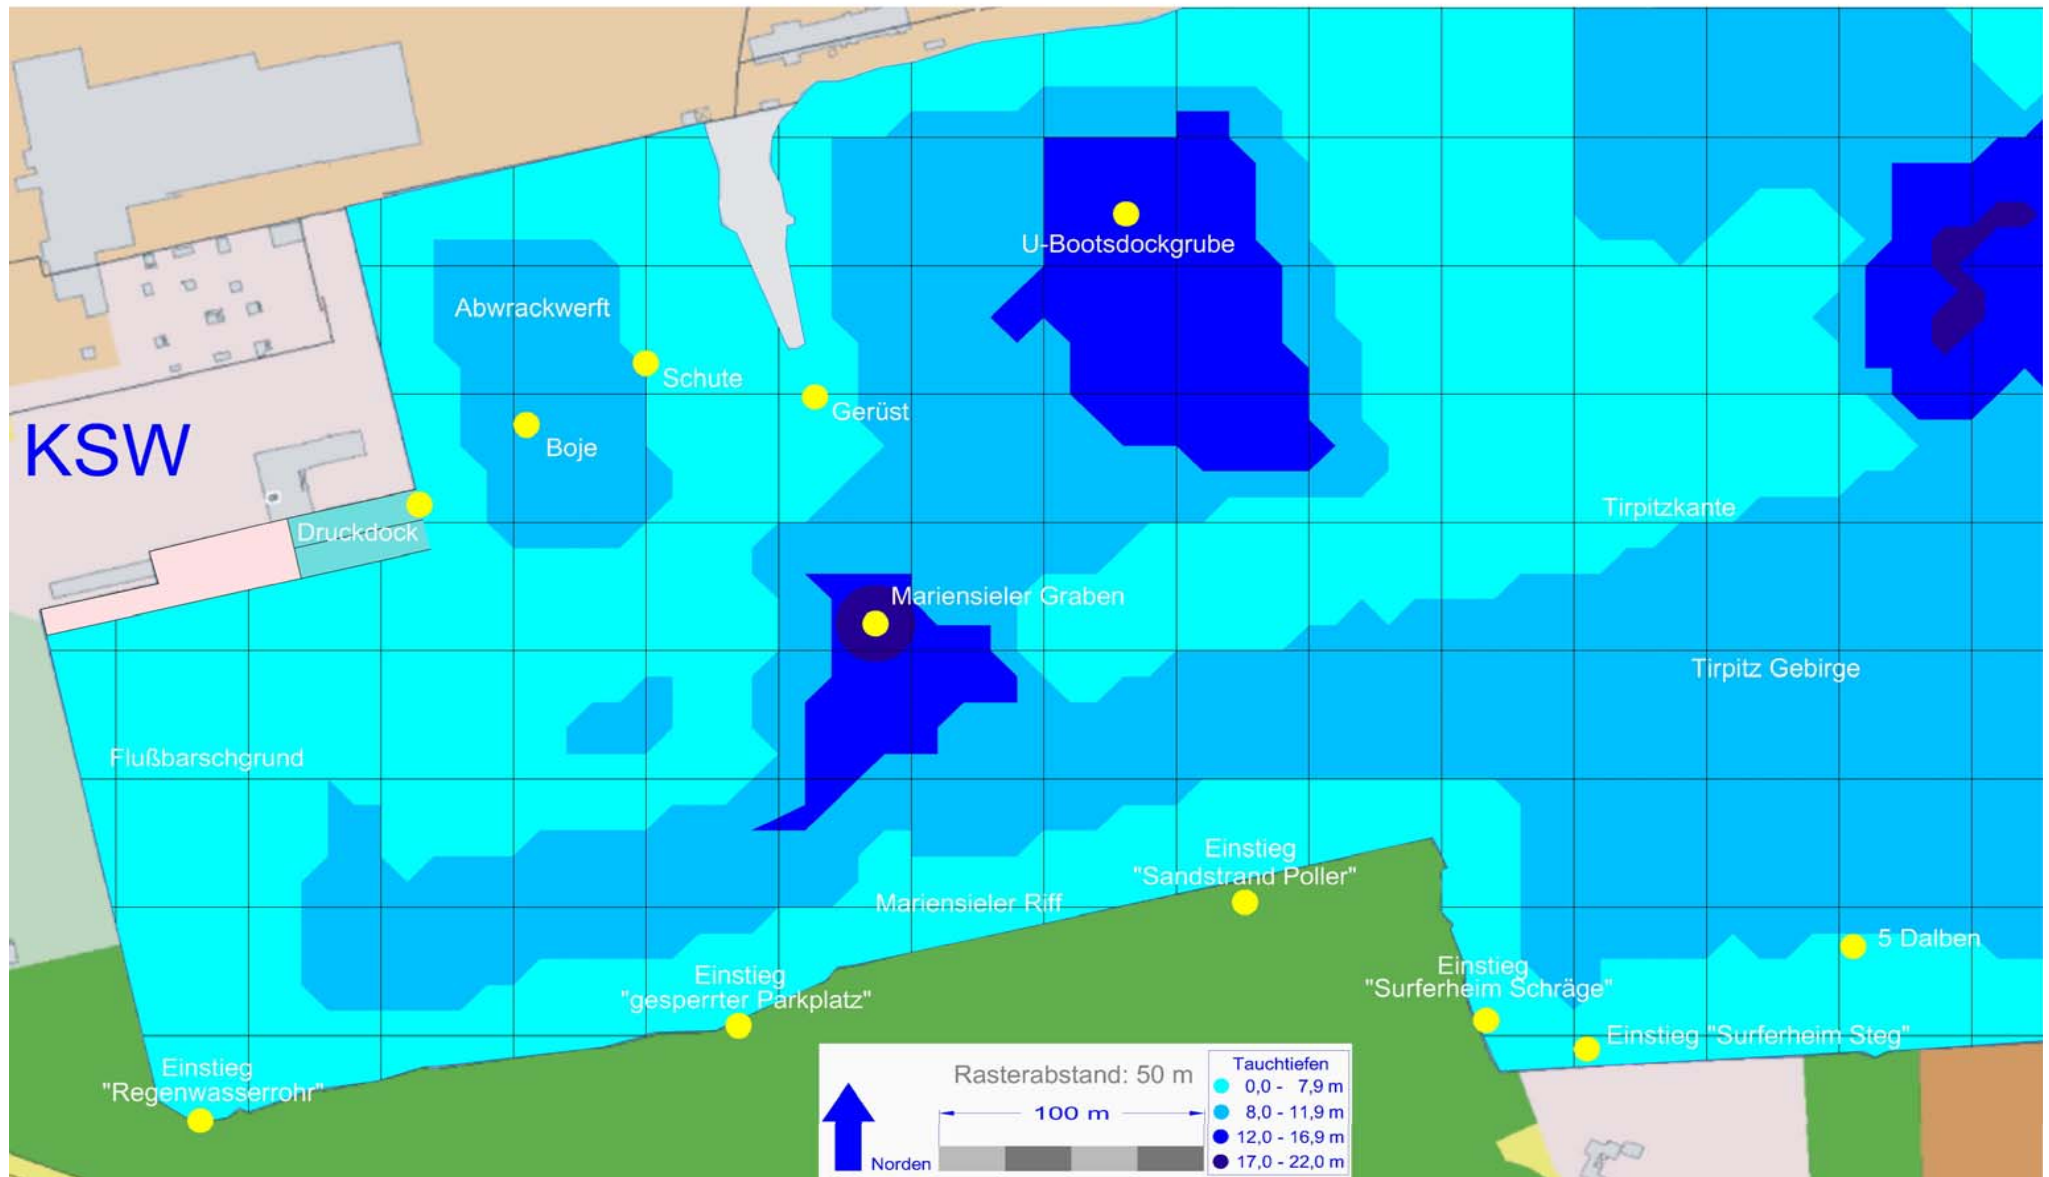 U-Bootsdockgrube
Abwrackwerft
Schute
Gerüst
KSW
Boje
Druckdock
Tirpitzkante
Mariensieler Graben
Tirpitz Gebirge
Flußbarschgrund
Einstieg
"Sandstrand Poller"
Mariensieler Riff
5 Dalben
Einstieg
"Surferheim Schräge"
Einstieg
"gesperrter Parkplatz"
Einstieg "Surferheim Steg"
Einstieg
"Regenwasserrohr"
Rasterabstand: 50 m
100 m
Norden
Tauchtiefen
0,0 - 7,9 m
8,0 - 11,9 m
12,0 - 16,9 m
17,0 - 22,0 m